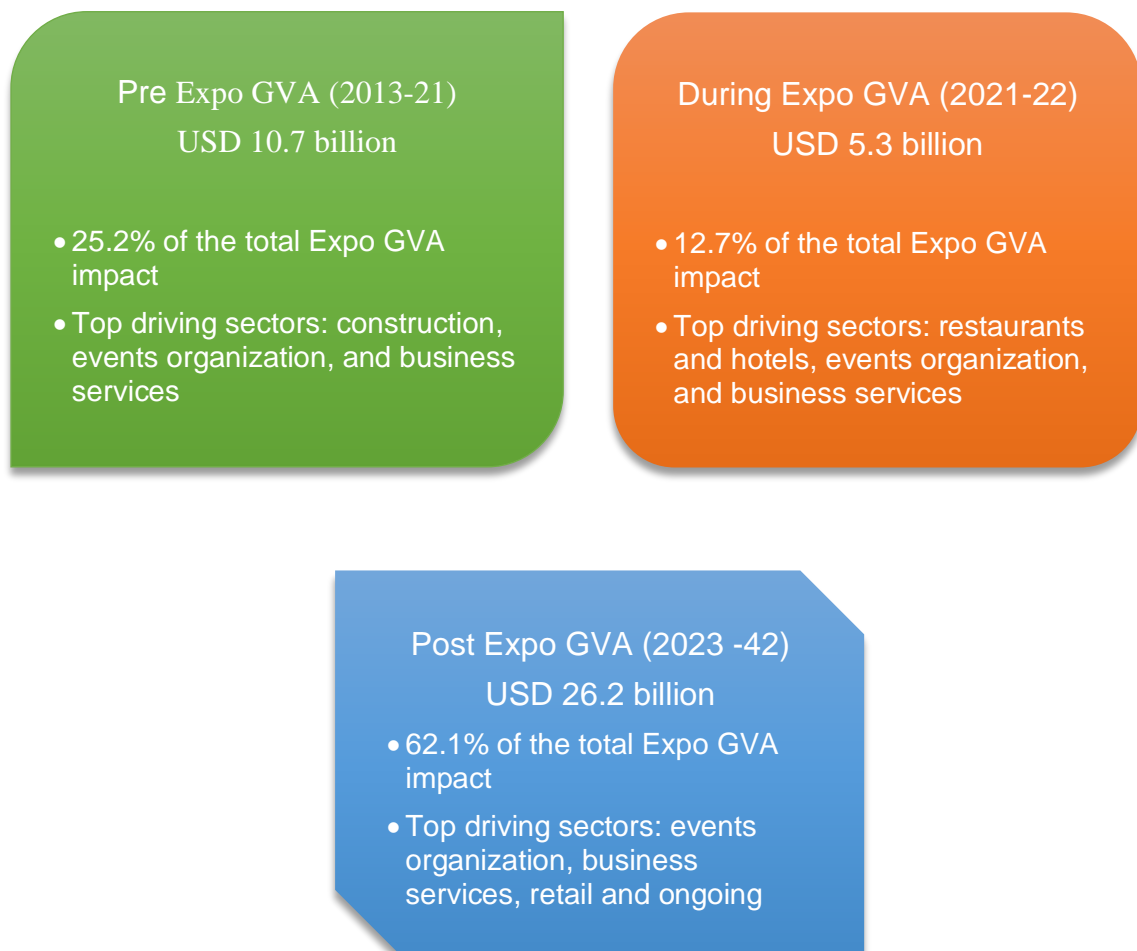 Pre Expo GVA (2013-21)
USD 10.7 billion
• 25.2% of the total Expo GVA
impact
• Top driving sectors: construction,
events organization, and business
services
During Expo GVA (2021-22)
USD 5.3 billion
• 12.7% of the total Expo GVA
impact
• Top driving sectors: restaurants
and hotels, events organization,
and business services
Post Expo GVA (2023 -42)
USD 26.2 billion
• 62.1% of the total Expo GVA
impact
• Top driving sectors: events
organization, business
services, retail and ongoing